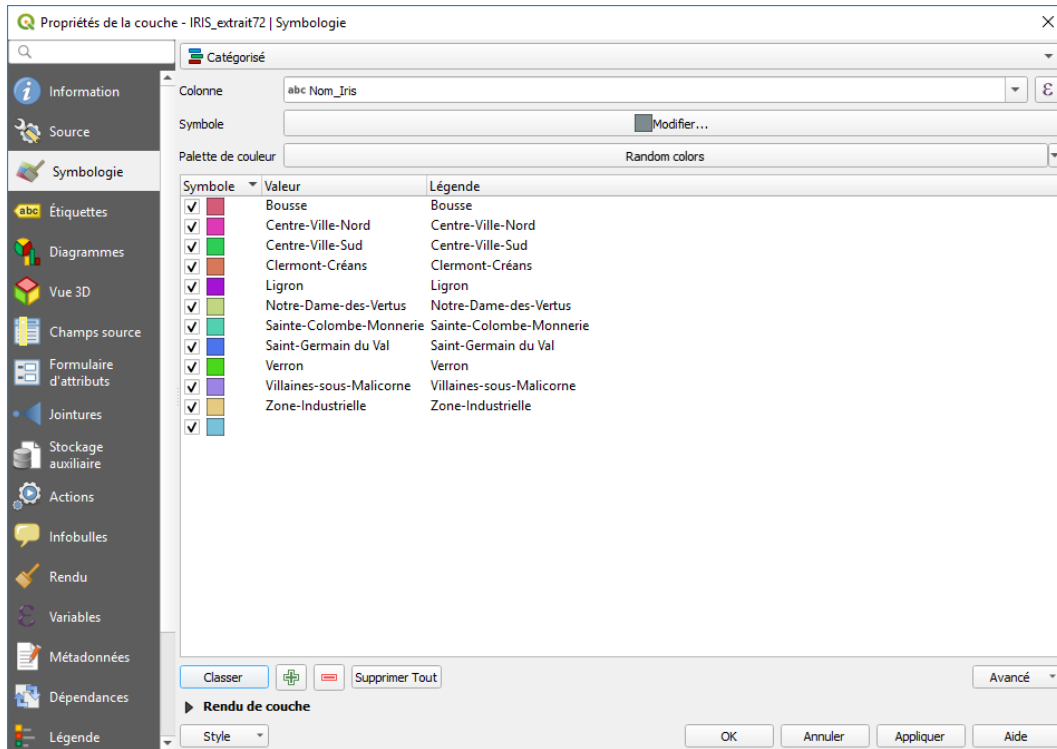 Propriétés de la couche - IRIS_extrait72 | Symbologie
Catégorisé
Information
Source
Symbologie
abc Étiquettes
Diagrammes
Vue 3D
Champs source
Formulaire
d'attributs
Jointures
Stockage
auxiliaire
Actions
Infobulles
Rendu
Variables
Métadonnées
Dépendances
Légende
Colonne abc Nom_Iris ε
Symbole Modifier...
Palette de couleur Random colors
Symbole Valeur Légende
Bousse Bousse
Centre-Ville-Nord Centre-Ville-Nord
Centre-Ville-Sud Centre-Ville-Sud
Clermont-Créans Clermont-Créans
Ligron Ligron
Notre-Dame-des-Vertus Notre-Dame-des-Vertus
Sainte-Colombe-Monnerie Sainte-Colombe-Monnerie
Saint-Germain du Val Saint-Germain du Val
Verron Verron
Villaines-sous-Malicorne Villaines-sous-Malicorne
Zone-Industrielle Zone-Industrielle
Classer Supprimer Tout Avancé
Rendu de couche
Style OK Annuler Appliquer Aide